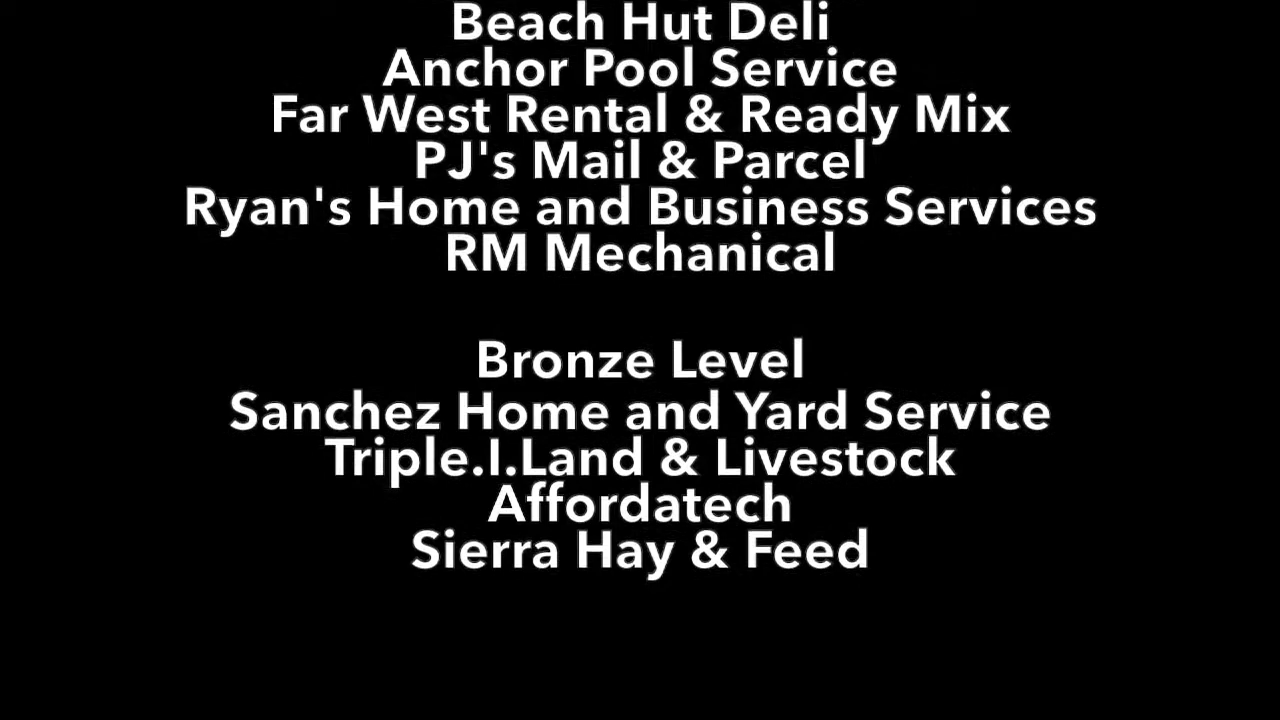 Beach Hut Deli
Anchor Pool Service
Far West Rental & Ready Mix
PJ's Mail & Parcel
Ryan's Home and Business Services
RM Mechanical
Bronze Level
Sanchez Home and Yard Service
Triple.I.Land & Livestock
Affordatech
Sierra Hay & Feed